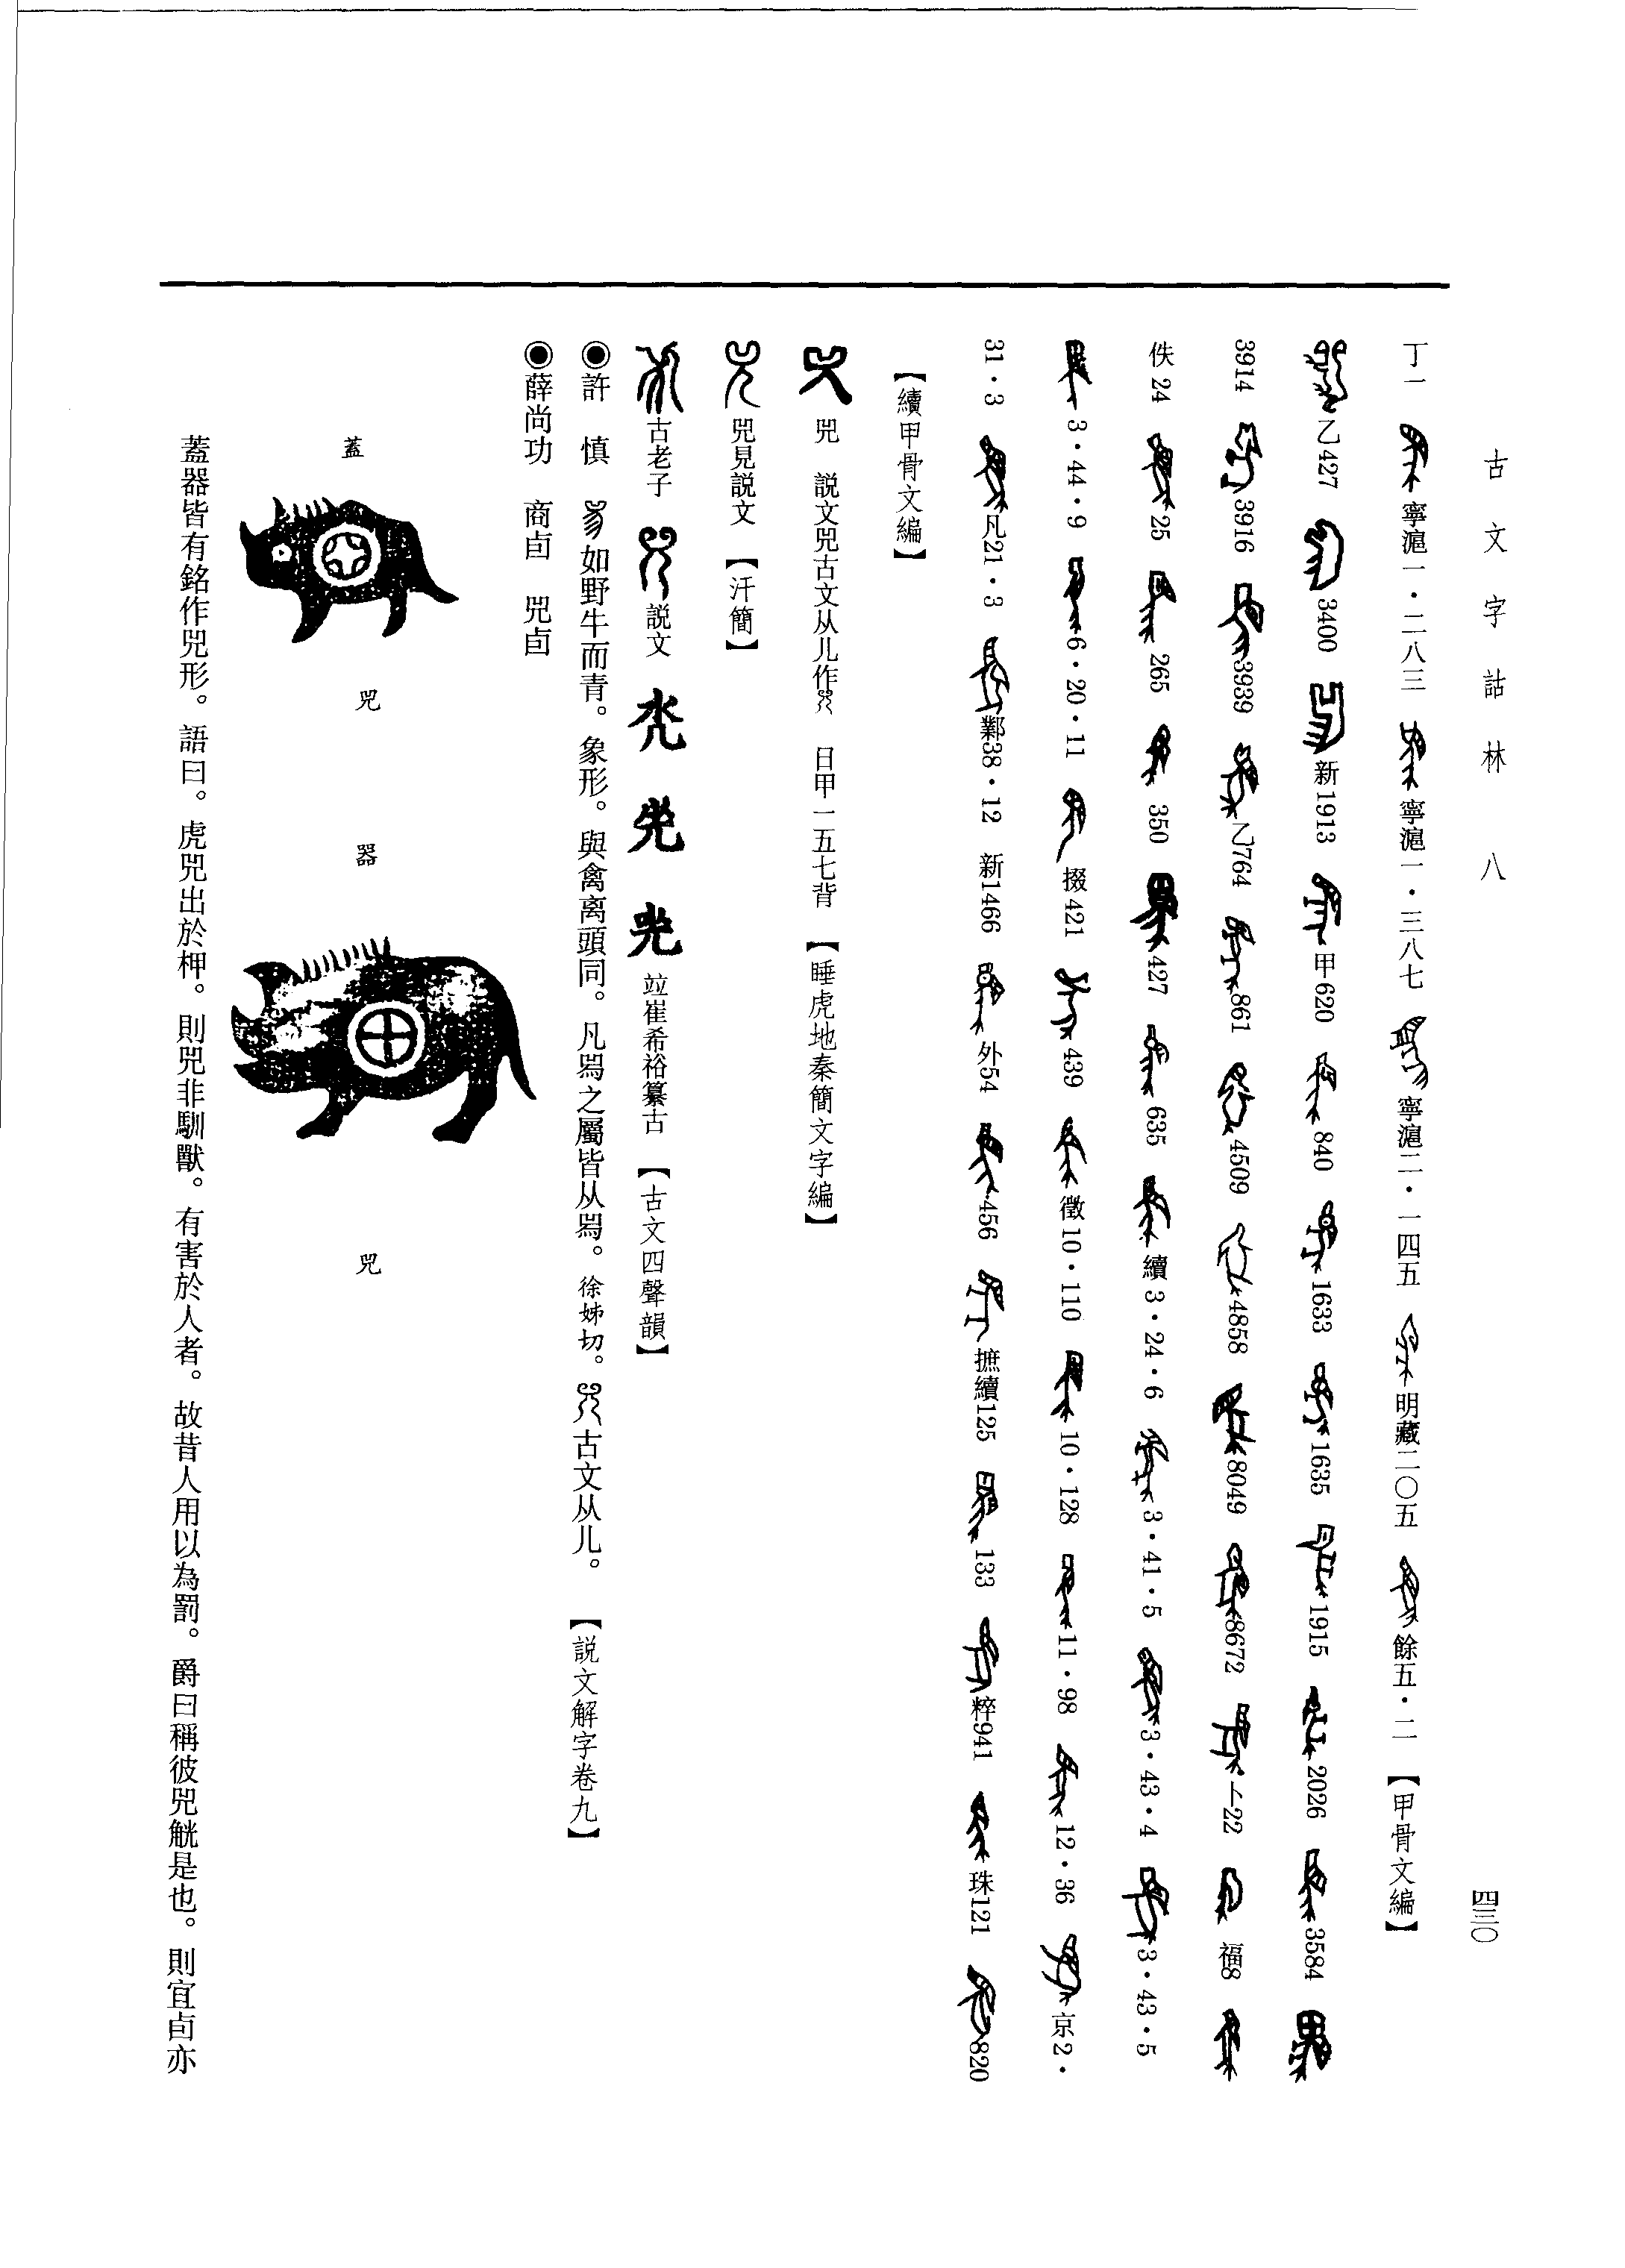 古文字詁林 八
四三〇
丁一 寧滬一・二八三 寧滬一・三八七 寧滬二・一四五 明藏二〇五 餘五・二 【甲骨文編】
乙427 3400 新1913 甲620 840 1633 1635 1915 2026 3584
3914 3916 3939 乙764 861 4509 4858 8049 8672 卜22 福8
佚24 25 265 350 427 635 續3・24・6 3・41・5 3・43・4 3・43・5
3・44・9 6・20・11 掇421 439 徵10・110 10・128 11・98 12・36 京2・
31・3 凡21・3 鄴38・12 新1466 外54 456 摭續125 133 粹941 珠121 820
【續甲骨文編】
兕 説文兕古文从儿作 日甲一五七背 【睡虎地秦簡文字編】
兕見説文 【汗簡】
古老子 説文 竝崔希裕纂古 【古文四聲韻】
◉許 慎 如野牛而青。象形。與禽离頭同。凡𤉡之屬皆从𤉡。徐姊切。 古文从儿。 【説文解字卷九】
◉薛尚功 商卣 兕卣
蓋 兕 器 兕
蓋器皆有銘作兕形。語曰。虎兕出於柙。則兕非馴獸。有害於人者。故昔人用以為罰。爵曰稱彼兕觥是也。則宜卣亦